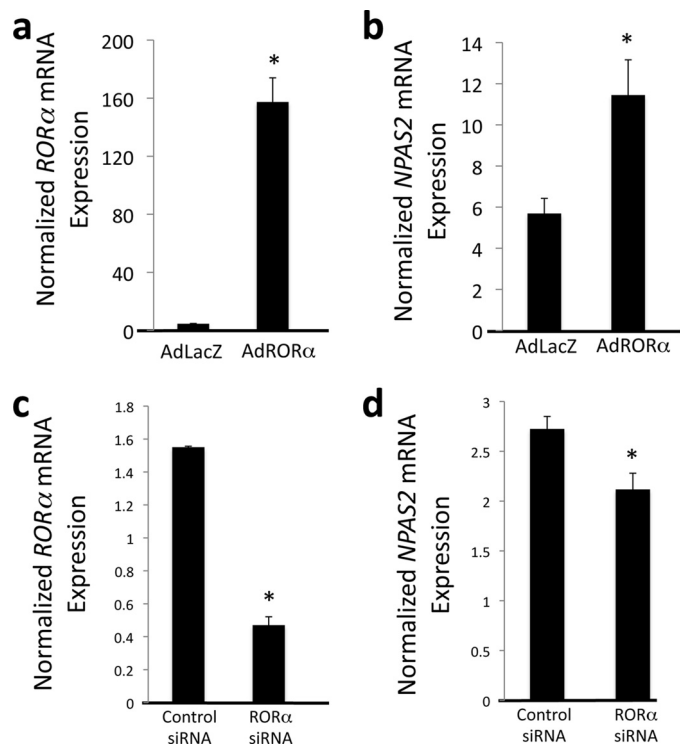 a
Normalized RORα mRNA
Expression
200
160
120
80
40
0
AdLacZ
AdRORα
*
b
Normalized NPAS2 mRNA
Expression
14
12
10
8
6
4
2
0
AdLacZ
AdRORα
*
c
Normalized RORα mRNA
Expression
1.8
1.6
1.4
1.2
1
0.8
0.6
0.4
0.2
0
Control
siRNA
RORα
siRNA
*
d
Normalized NPAS2 mRNA
Expression
3
2.5
2
1.5
1
0.5
0
Control
siRNA
RORα
siRNA
*